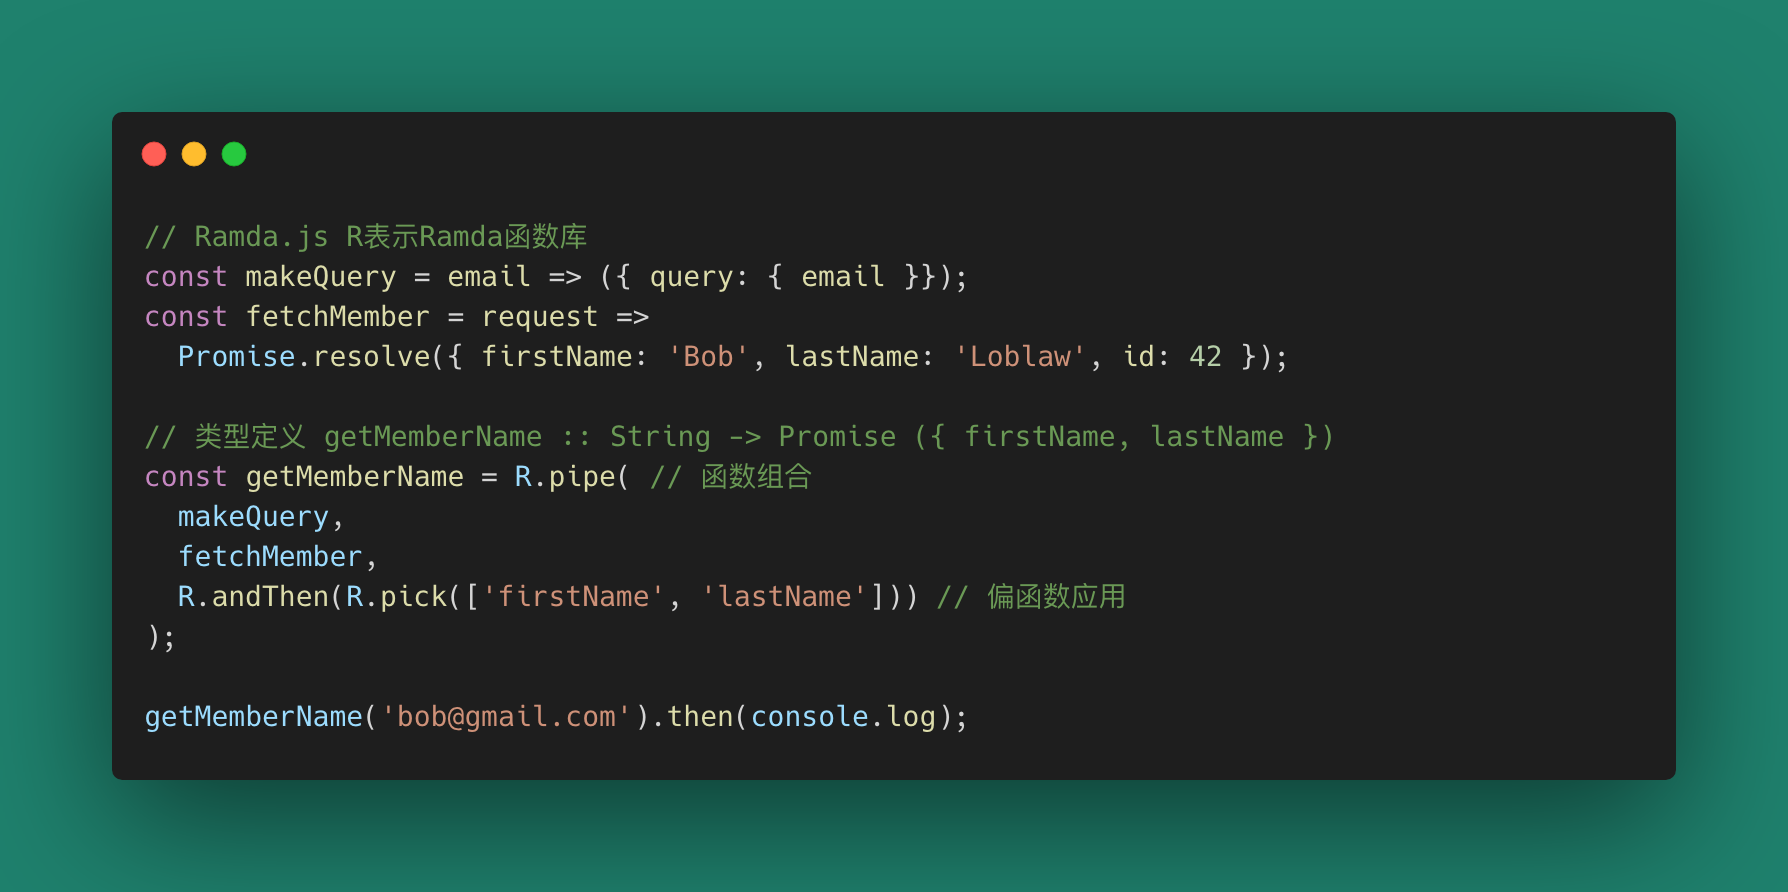 // Ramda.js R表示Ramda函数库
const makeQuery = email => ({ query: { email }});
const fetchMember = request =>
  Promise.resolve({ firstName: 'Bob', lastName: 'Loblaw', id: 42 });

// 类型定义 getMemberName :: String -> Promise ({ firstName, lastName })
const getMemberName = R.pipe( // 函数组合
  makeQuery,
  fetchMember,
  R.andThen(R.pick(['firstName', 'lastName'])) // 偏函数应用
);

getMemberName('bob@gmail.com').then(console.log);